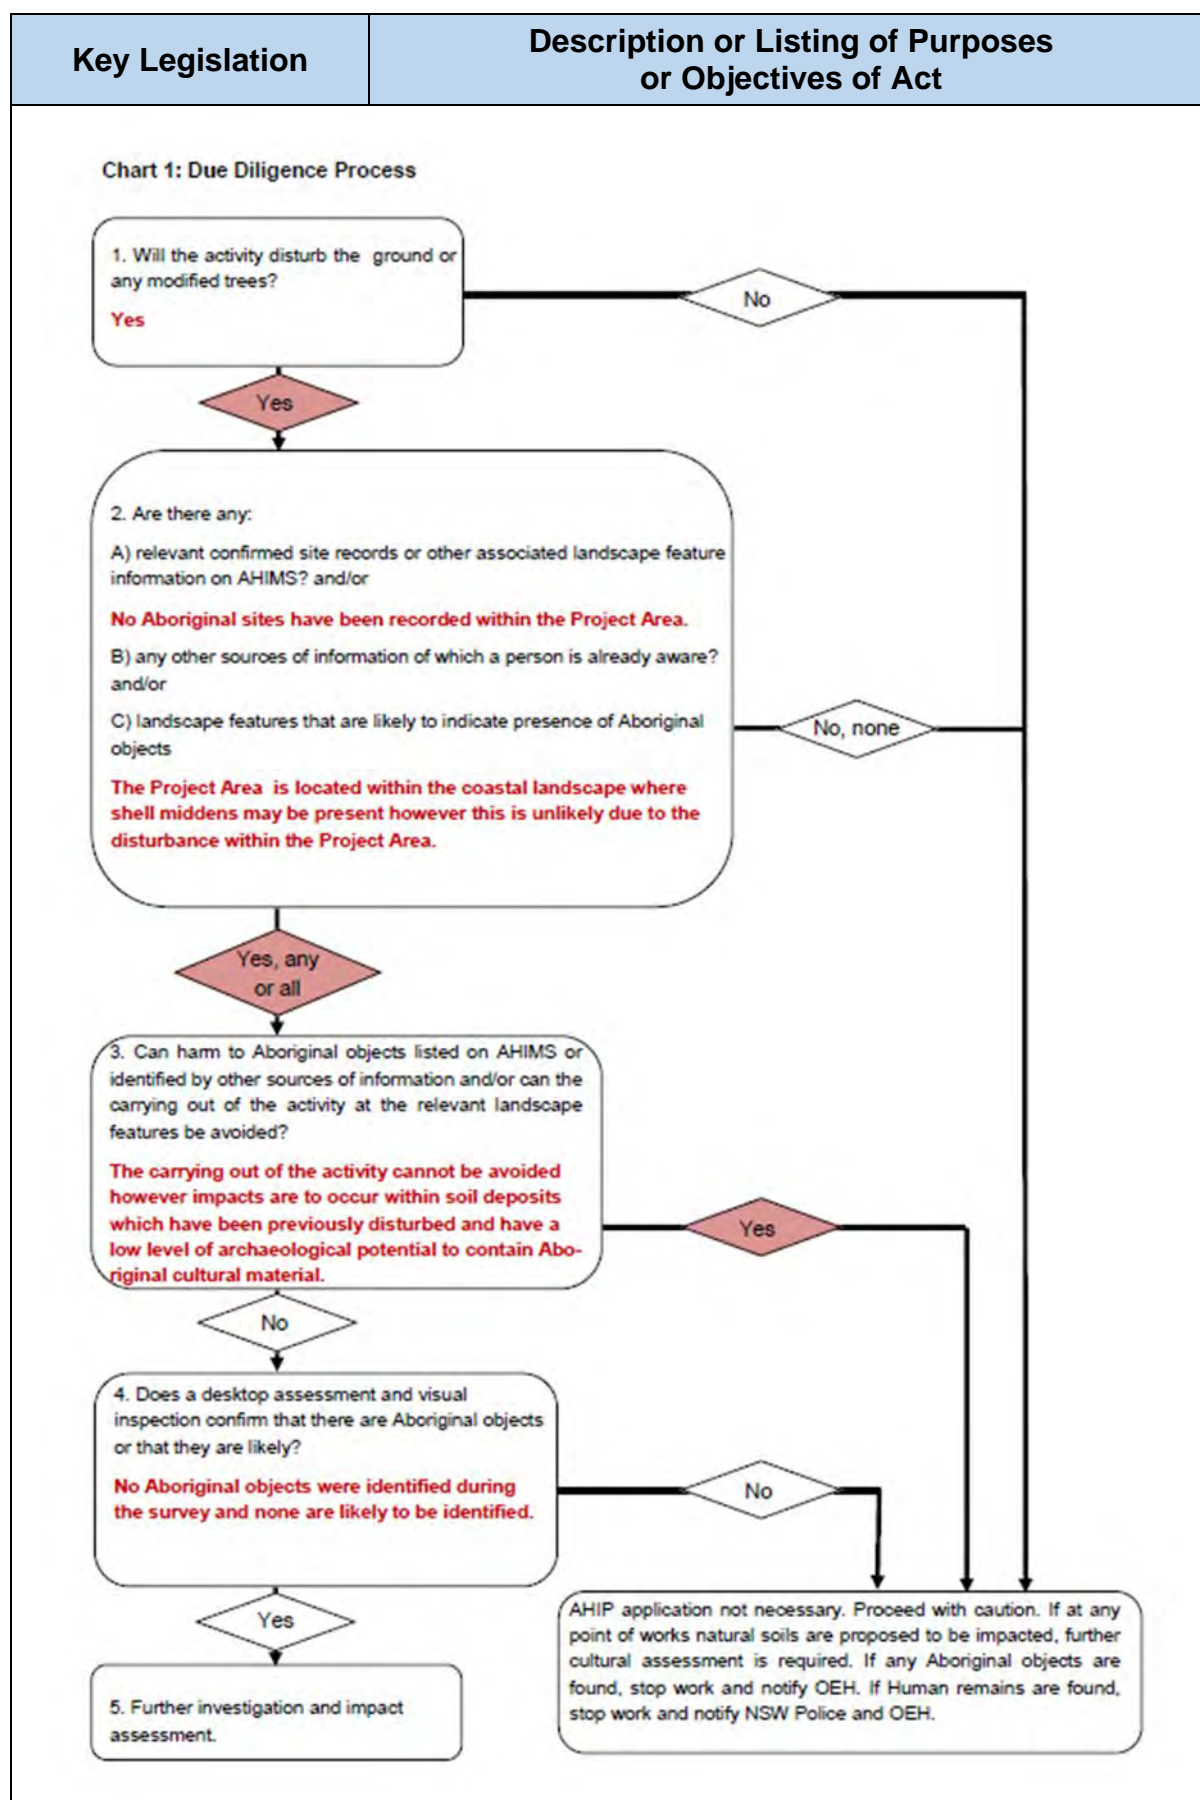 Key Legislation
Description or Listing of Purposes
or Objectives of Act
Chart 1: Due Diligence Process
1. Will the activity disturb the ground or
any modified trees?
Yes
No
Yes
2. Are there any:
A) relevant confirmed site records or other associated landscape feature
information on AHIMS? and/or
No Aboriginal sites have been recorded within the Project Area.
B) any other sources of information of which a person is already aware?
and/or
C) landscape features that are likely to indicate presence of Aboriginal
objects
The Project Area is located within the coastal landscape where
shell middens may be present however this is unlikely due to the
disturbance within the Project Area.
No, none
Yes, any
or all
3. Can harm to Aboriginal objects listed on AHIMS or
identified by other sources of information and/or can the
carrying out of the activity at the relevant landscape
features be avoided?
The carrying out of the activity cannot be avoided
however impacts are to occur within soil deposits
which have been previously disturbed and have a
low level of archaeological potential to contain Abo-
riginal cultural material.
Yes
No
4. Does a desktop assessment and visual
inspection confirm that there are Aboriginal objects
or that they are likely?
No Aboriginal objects were identified during
the survey and none are likely to be identified.
No
Yes
5. Further investigation and impact
assessment.
AHIP application not necessary. Proceed with caution. If at any
point of works natural soils are proposed to be impacted, further
cultural assessment is required. If any Aboriginal objects are
found, stop work and notify OEH. If Human remains are found,
stop work and notify NSW Police and OEH.